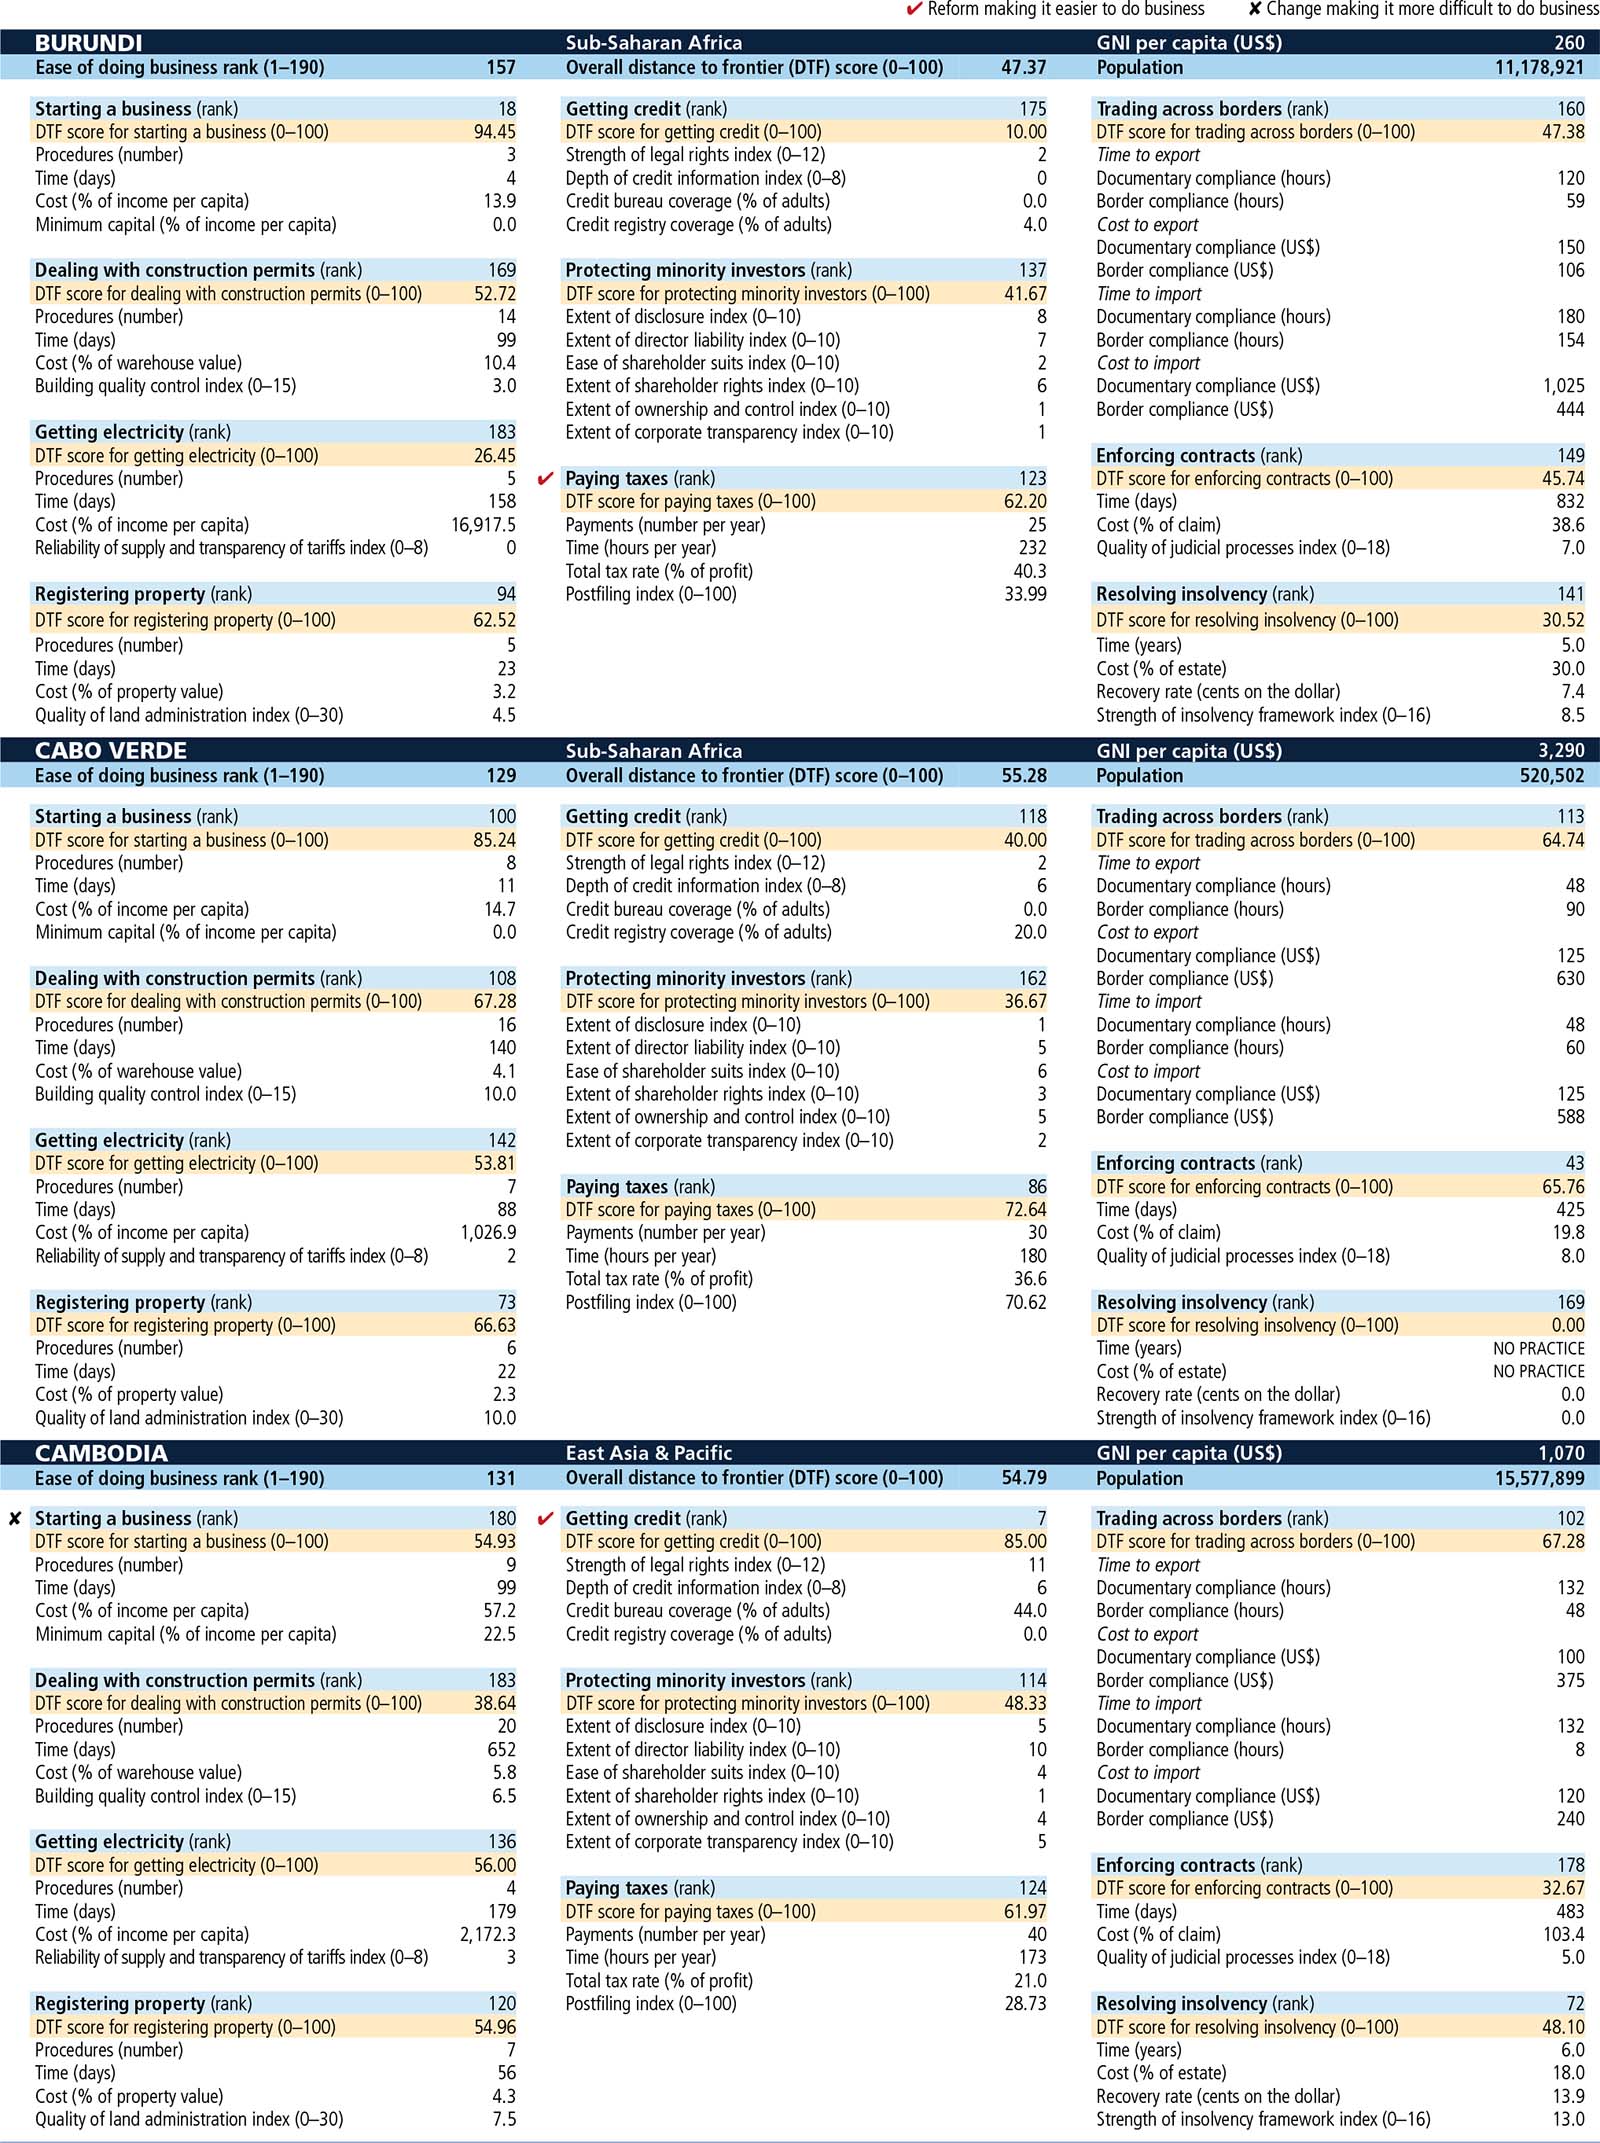 ✔ Reform making it easier to do business ✘ Change making it more difficult to do business
BURUNDI Sub-Saharan Africa GNI per capita (US$) 260
Ease of doing business rank (1–190) 157 Overall distance to frontier (DTF) score (0–100) 47.37 Population 11,178,921
Starting a business (rank) 18
DTF score for starting a business (0–100) 94.45
Procedures (number) 3
Time (days) 4
Cost (% of income per capita) 13.9
Minimum capital (% of income per capita) 0.0
Dealing with construction permits (rank) 169
DTF score for dealing with construction permits (0–100) 52.72
Procedures (number) 14
Time (days) 99
Cost (% of warehouse value) 10.4
Building quality control index (0–15) 3.0
Getting electricity (rank) 183
DTF score for getting electricity (0–100) 26.45
Procedures (number) 5
Time (days) 158
Cost (% of income per capita) 16,917.5
Reliability of supply and transparency of tariffs index (0–8) 0
Registering property (rank) 94
DTF score for registering property (0–100) 62.52
Procedures (number) 5
Time (days) 23
Cost (% of property value) 3.2
Quality of land administration index (0–30) 4.5
Getting credit (rank) 175
DTF score for getting credit (0–100) 10.00
Strength of legal rights index (0–12) 2
Depth of credit information index (0–8) 0
Credit bureau coverage (% of adults) 0.0
Credit registry coverage (% of adults) 4.0
Protecting minority investors (rank) 137
DTF score for protecting minority investors (0–100) 41.67
Extent of disclosure index (0–10) 8
Extent of director liability index (0–10) 7
Ease of shareholder suits index (0–10) 2
Extent of shareholder rights index (0–10) 6
Extent of ownership and control index (0–10) 1
Extent of corporate transparency index (0–10) 1
✔ Paying taxes (rank) 123
DTF score for paying taxes (0–100) 62.20
Payments (number per year) 25
Time (hours per year) 232
Total tax rate (% of profit) 40.3
Postfiling index (0–100) 33.99
Trading across borders (rank) 160
DTF score for trading across borders (0–100) 47.38
Time to export
Documentary compliance (hours) 120
Border compliance (hours) 59
Cost to export
Documentary compliance (US$) 150
Border compliance (US$) 106
Time to import
Documentary compliance (hours) 180
Border compliance (hours) 154
Cost to import
Documentary compliance (US$) 1,025
Border compliance (US$) 444
Enforcing contracts (rank) 149
DTF score for enforcing contracts (0–100) 45.74
Time (days) 832
Cost (% of claim) 38.6
Quality of judicial processes index (0–18) 7.0
Resolving insolvency (rank) 141
DTF score for resolving insolvency (0–100) 30.52
Time (years) 5.0
Cost (% of estate) 30.0
Recovery rate (cents on the dollar) 7.4
Strength of insolvency framework index (0–16) 8.5
CABO VERDE Sub-Saharan Africa GNI per capita (US$) 3,290
Ease of doing business rank (1–190) 129 Overall distance to frontier (DTF) score (0–100) 55.28 Population 520,502
Starting a business (rank) 100
DTF score for starting a business (0–100) 85.24
Procedures (number) 8
Time (days) 11
Cost (% of income per capita) 14.7
Minimum capital (% of income per capita) 0.0
Dealing with construction permits (rank) 108
DTF score for dealing with construction permits (0–100) 67.28
Procedures (number) 16
Time (days) 140
Cost (% of warehouse value) 4.1
Building quality control index (0–15) 10.0
Getting electricity (rank) 142
DTF score for getting electricity (0–100) 53.81
Procedures (number) 7
Time (days) 88
Cost (% of income per capita) 1,026.9
Reliability of supply and transparency of tariffs index (0–8) 2
Registering property (rank) 73
DTF score for registering property (0–100) 66.63
Procedures (number) 6
Time (days) 22
Cost (% of property value) 2.3
Quality of land administration index (0–30) 10.0
Getting credit (rank) 118
DTF score for getting credit (0–100) 40.00
Strength of legal rights index (0–12) 2
Depth of credit information index (0–8) 6
Credit bureau coverage (% of adults) 0.0
Credit registry coverage (% of adults) 20.0
Protecting minority investors (rank) 162
DTF score for protecting minority investors (0–100) 36.67
Extent of disclosure index (0–10) 1
Extent of director liability index (0–10) 5
Ease of shareholder suits index (0–10) 6
Extent of shareholder rights index (0–10) 3
Extent of ownership and control index (0–10) 5
Extent of corporate transparency index (0–10) 2
Paying taxes (rank) 86
DTF score for paying taxes (0–100) 72.64
Payments (number per year) 30
Time (hours per year) 180
Total tax rate (% of profit) 36.6
Postfiling index (0–100) 70.62
Trading across borders (rank) 113
DTF score for trading across borders (0–100) 64.74
Time to export
Documentary compliance (hours) 48
Border compliance (hours) 90
Cost to export
Documentary compliance (US$) 125
Border compliance (US$) 630
Time to import
Documentary compliance (hours) 48
Border compliance (hours) 60
Cost to import
Documentary compliance (US$) 125
Border compliance (US$) 588
Enforcing contracts (rank) 43
DTF score for enforcing contracts (0–100) 65.76
Time (days) 425
Cost (% of claim) 19.8
Quality of judicial processes index (0–18) 8.0
Resolving insolvency (rank) 169
DTF score for resolving insolvency (0–100) 0.00
Time (years) NO PRACTICE
Cost (% of estate) NO PRACTICE
Recovery rate (cents on the dollar) 0.0
Strength of insolvency framework index (0–16) 0.0
CAMBODIA East Asia & Pacific GNI per capita (US$) 1,070
Ease of doing business rank (1–190) 131 Overall distance to frontier (DTF) score (0–100) 54.79 Population 15,577,899
✘ Starting a business (rank) 180
DTF score for starting a business (0–100) 54.93
Procedures (number) 9
Time (days) 99
Cost (% of income per capita) 57.2
Minimum capital (% of income per capita) 22.5
Dealing with construction permits (rank) 183
DTF score for dealing with construction permits (0–100) 38.64
Procedures (number) 20
Time (days) 652
Cost (% of warehouse value) 5.8
Building quality control index (0–15) 6.5
Getting electricity (rank) 136
DTF score for getting electricity (0–100) 56.00
Procedures (number) 4
Time (days) 179
Cost (% of income per capita) 2,172.3
Reliability of supply and transparency of tariffs index (0–8) 3
Registering property (rank) 120
DTF score for registering property (0–100) 54.96
Procedures (number) 7
Time (days) 56
Cost (% of property value) 4.3
Quality of land administration index (0–30) 7.5
✔ Getting credit (rank) 7
DTF score for getting credit (0–100) 85.00
Strength of legal rights index (0–12) 11
Depth of credit information index (0–8) 6
Credit bureau coverage (% of adults) 44.0
Credit registry coverage (% of adults) 0.0
Protecting minority investors (rank) 114
DTF score for protecting minority investors (0–100) 48.33
Extent of disclosure index (0–10) 5
Extent of director liability index (0–10) 10
Ease of shareholder suits index (0–10) 4
Extent of shareholder rights index (0–10) 1
Extent of ownership and control index (0–10) 4
Extent of corporate transparency index (0–10) 5
Paying taxes (rank) 124
DTF score for paying taxes (0–100) 61.97
Payments (number per year) 40
Time (hours per year) 173
Total tax rate (% of profit) 21.0
Postfiling index (0–100) 28.73
Trading across borders (rank) 102
DTF score for trading across borders (0–100) 67.28
Time to export
Documentary compliance (hours) 132
Border compliance (hours) 48
Cost to export
Documentary compliance (US$) 100
Border compliance (US$) 375
Time to import
Documentary compliance (hours) 132
Border compliance (hours) 8
Cost to import
Documentary compliance (US$) 120
Border compliance (US$) 240
Enforcing contracts (rank) 178
DTF score for enforcing contracts (0–100) 32.67
Time (days) 483
Cost (% of claim) 103.4
Quality of judicial processes index (0–18) 5.0
Resolving insolvency (rank) 72
DTF score for resolving insolvency (0–100) 48.10
Time (years) 6.0
Cost (% of estate) 18.0
Recovery rate (cents on the dollar) 13.9
Strength of insolvency framework index (0–16) 13.0